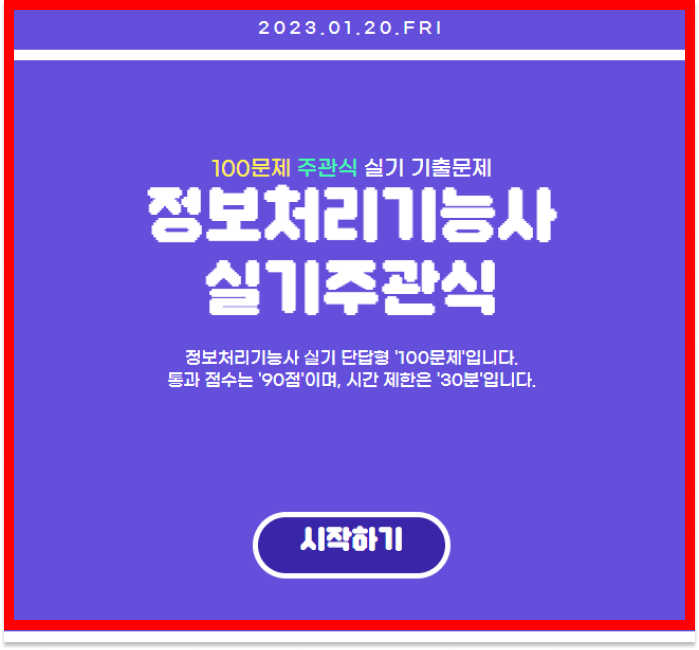 2023.01.20.FRI
100문제 주관식 실기 기출문제
정보처리기능사
실기주관식
정보처리기능사 실기 단답형 '100문제'입니다.
통과 점수는 '90점'이며, 시간 제한은 '30분'입니다.
시작하기